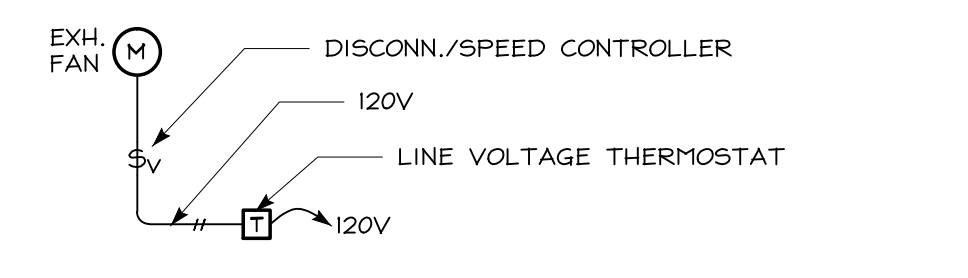 EXH.
FAN
M
DISCONN./SPEED CONTROLLER
120V
SV
LINE VOLTAGE THERMOSTAT
T
120V